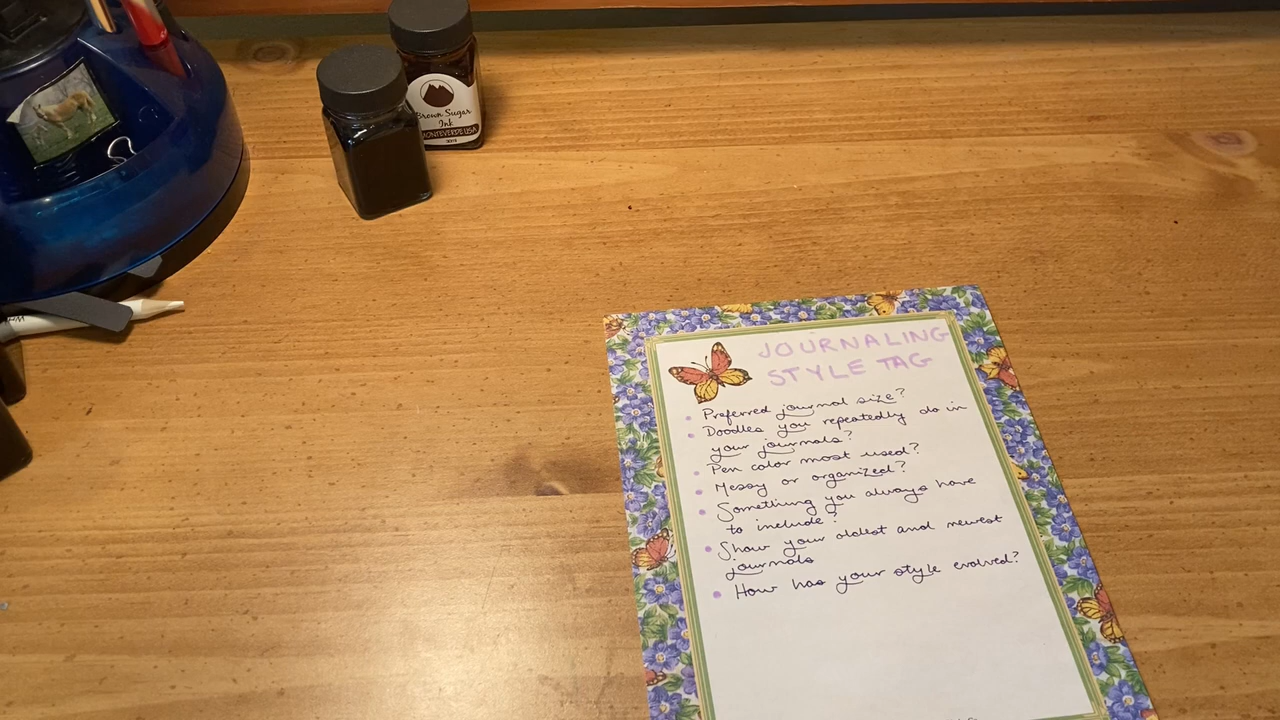 Brown Sugar
Ink
MONTEVERDE USA
JOURNALING
STYLE TAG
Preferred journal size?
Doodles you repeatedly do in
your journals?
Pen color most used?
Messy or organized?
Something you always have
to include?
Show your oldest and newest
journals
How has your style evolved?